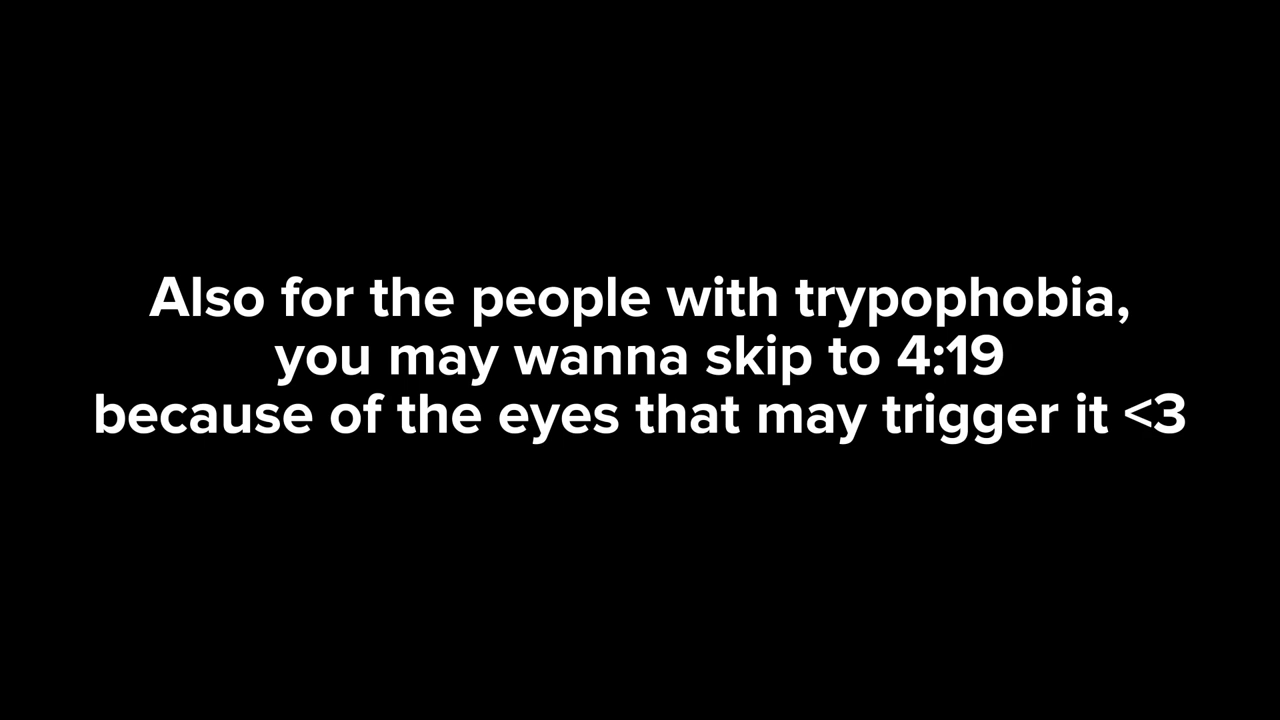 Also for the people with trypophobia,
you may wanna skip to 4:19
because of the eyes that may trigger it <3